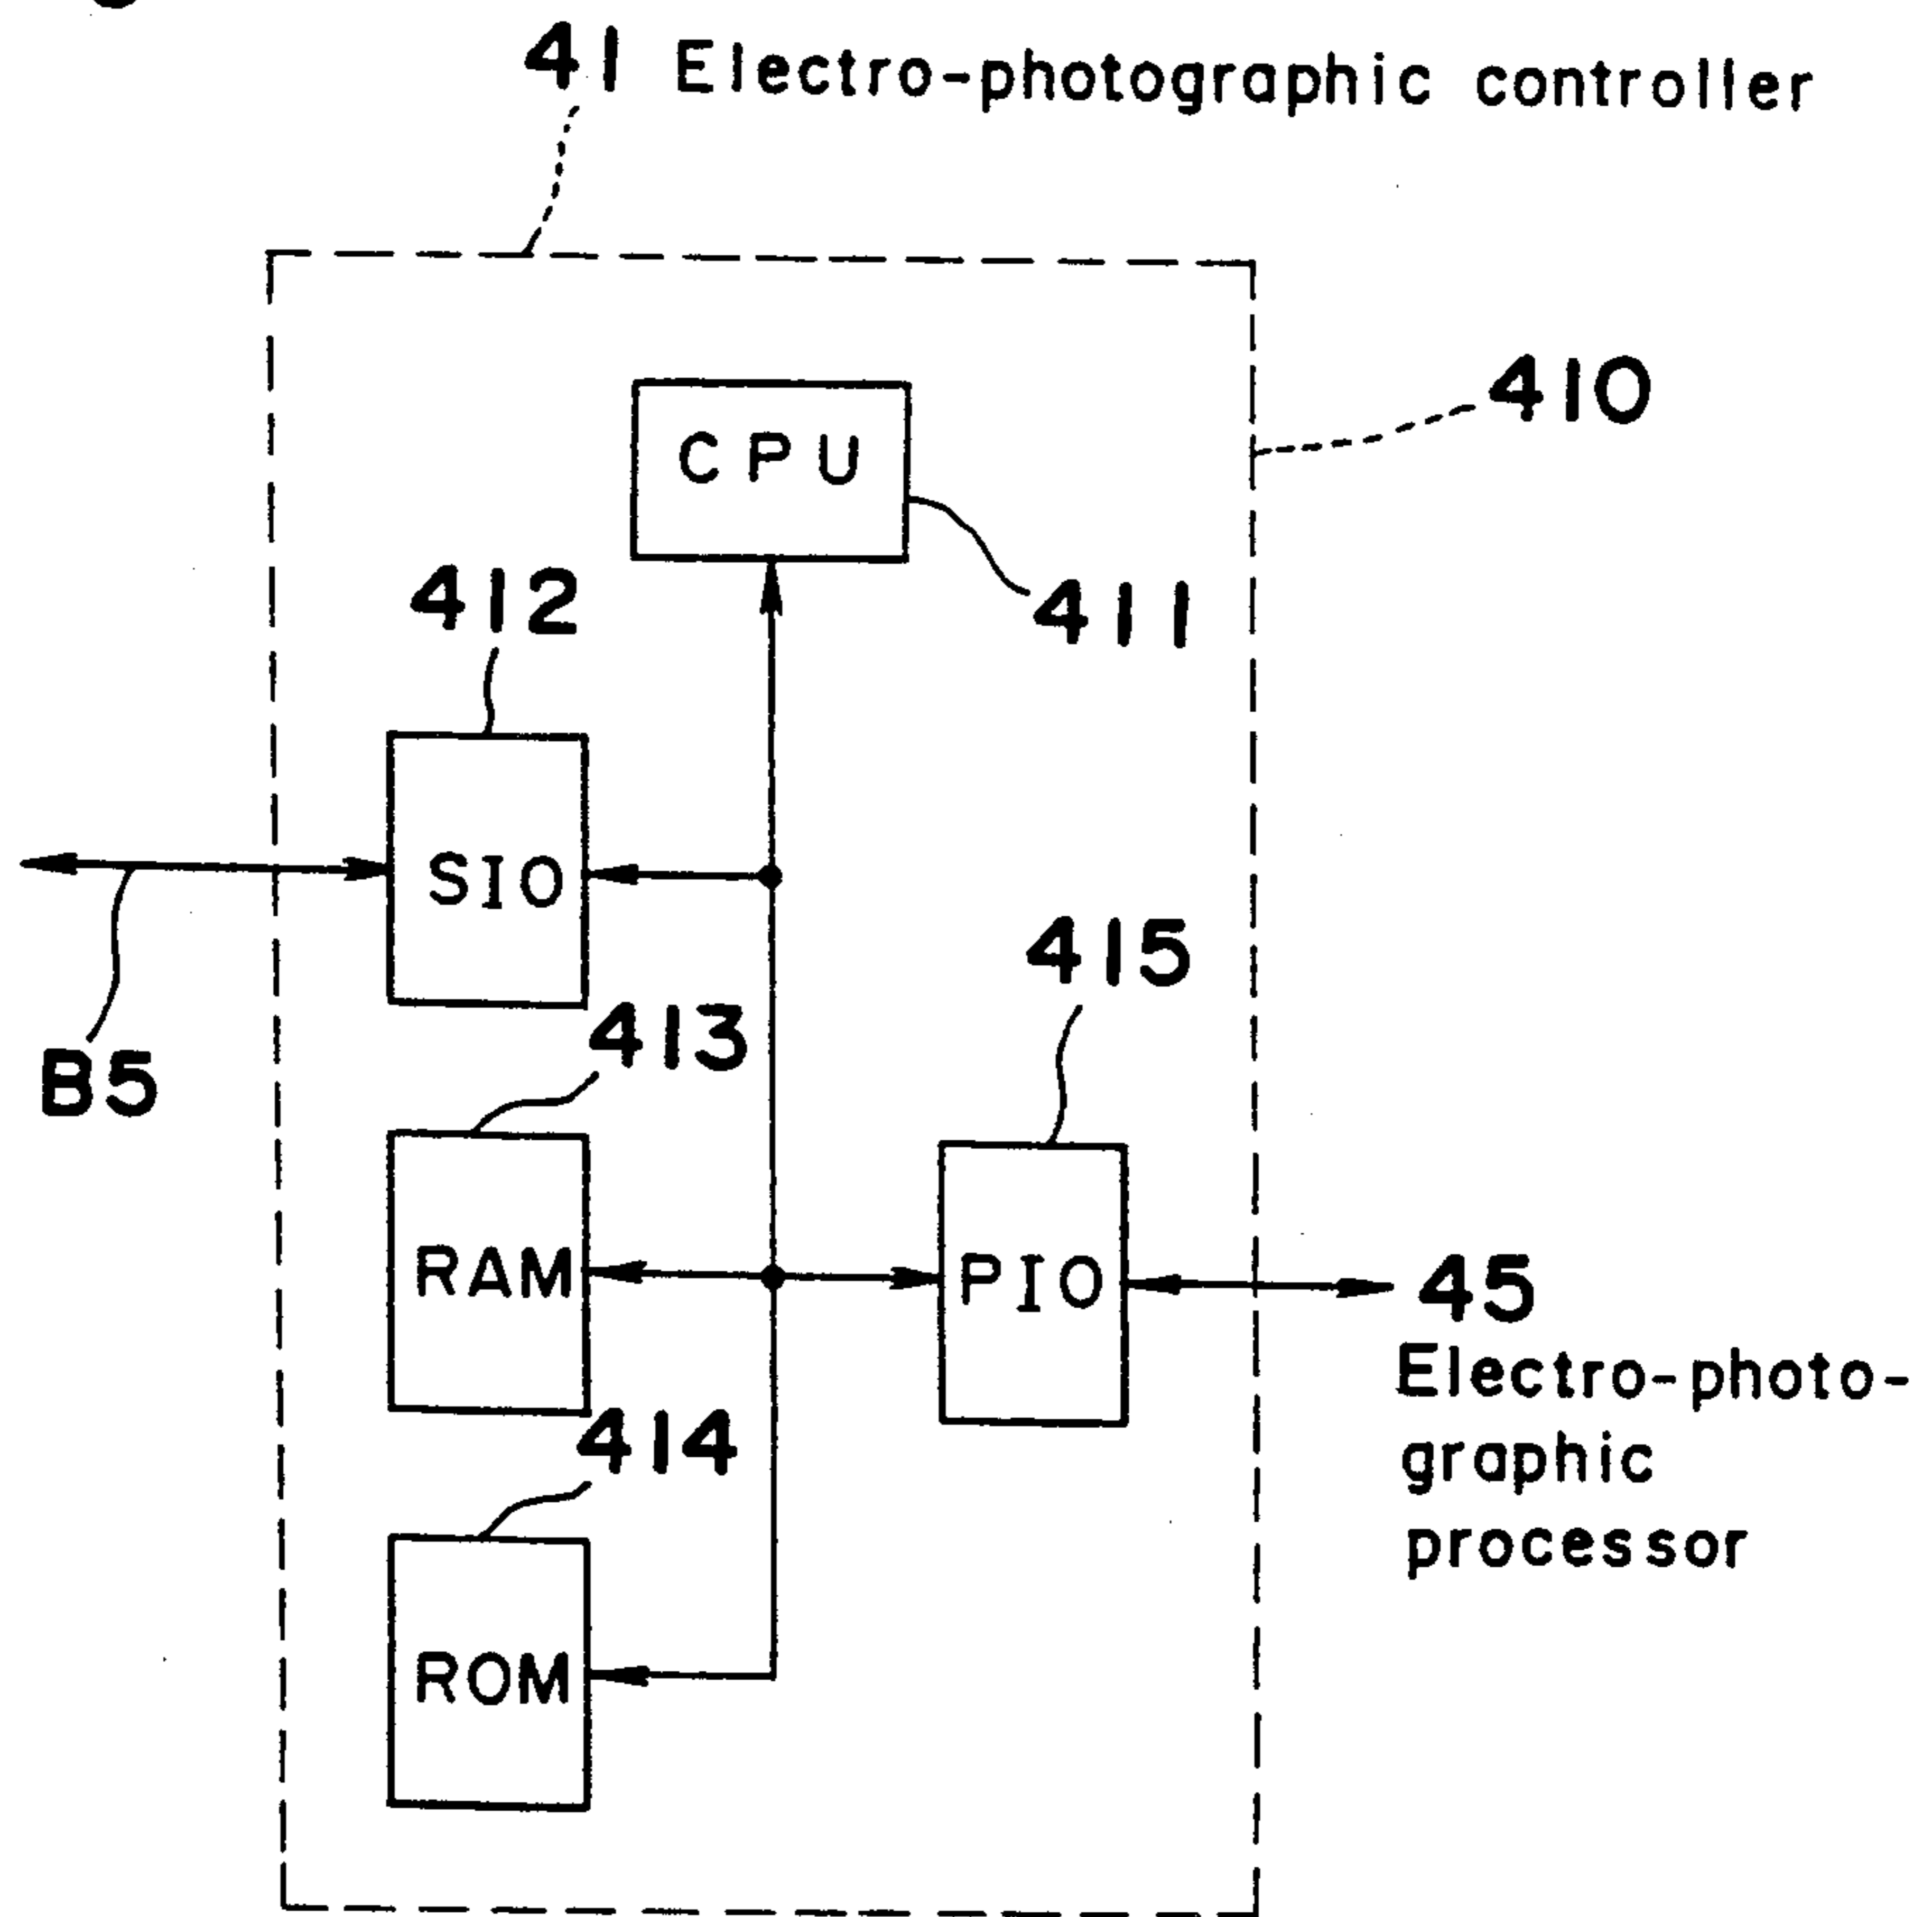 41 Electro-photographic controller
410
CPU
411
412
SIO
B5
413
415
RAM
PIO
45
Electro-photo-
graphic
processor
414
ROM